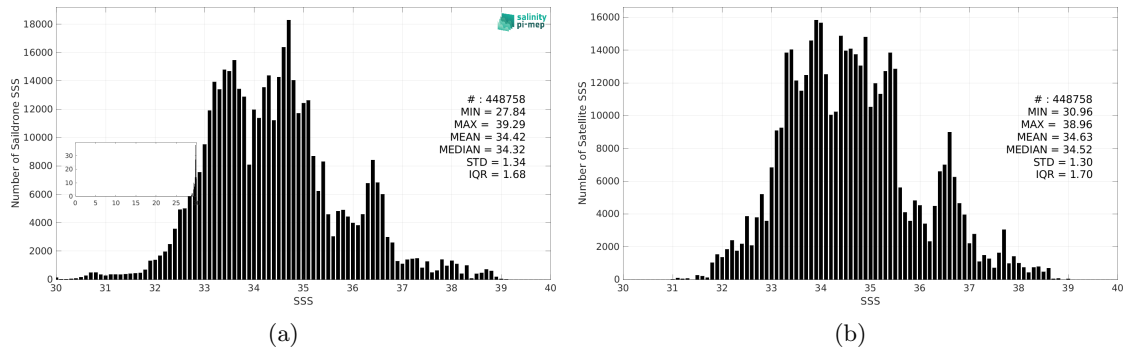 salinity
pi-mep
18000
16000
14000
12000
10000
8000
6000
4000
2000
0
Number of Saildrone SSS
# : 448758
MIN = 27.84
MAX = 39.29
MEAN = 34.42
MEDIAN = 34.32
STD = 1.34
IQR = 1.68
30
20
10
0
0 5 10 15 20 25
30 31 32 33 34 35 36 37 38 39 40
SSS
(a)
16000
14000
12000
10000
8000
6000
4000
2000
0
Number of Satellite SSS
# : 448758
MIN = 30.96
MAX = 38.96
MEAN = 34.63
MEDIAN = 34.52
STD = 1.30
IQR = 1.70
30 31 32 33 34 35 36 37 38 39 40
SSS
(b)